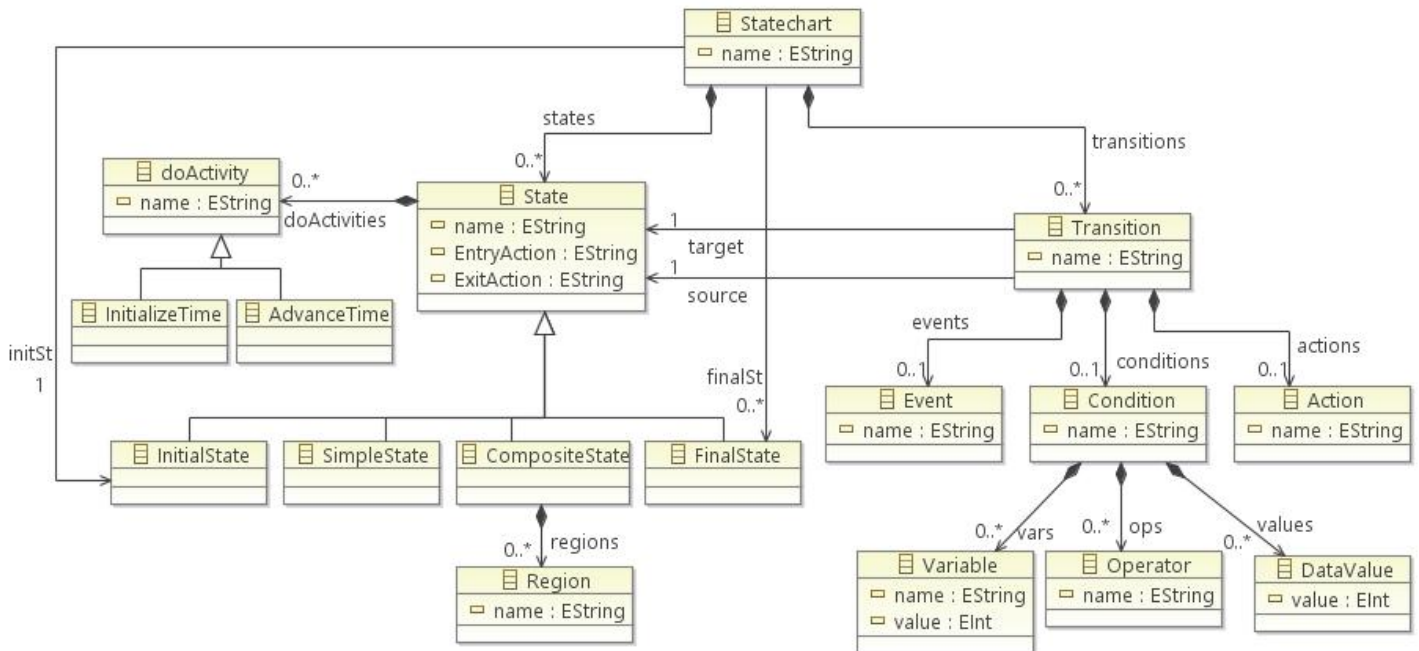 Statechart
name : EString
states
0..*
transitions
0..*
doActivity
name : EString
0..*
doActivities
State
name : EString
EntryAction : EString
ExitAction : EString
1
target
1
source
Transition
name : EString
InitializeTime
AdvanceTime
initSt
1
finalSt
0..*
events
0..1
conditions
0..1
actions
0..1
Event
name : EString
Condition
name : EString
Action
name : EString
InitialState
SimpleState
CompositeState
FinalState
0..*
regions
Region
name : EString
0..*
vars
0..*
ops
values
0..*
Variable
name : EString
value : EInt
Operator
name : EString
DataValue
value : EInt